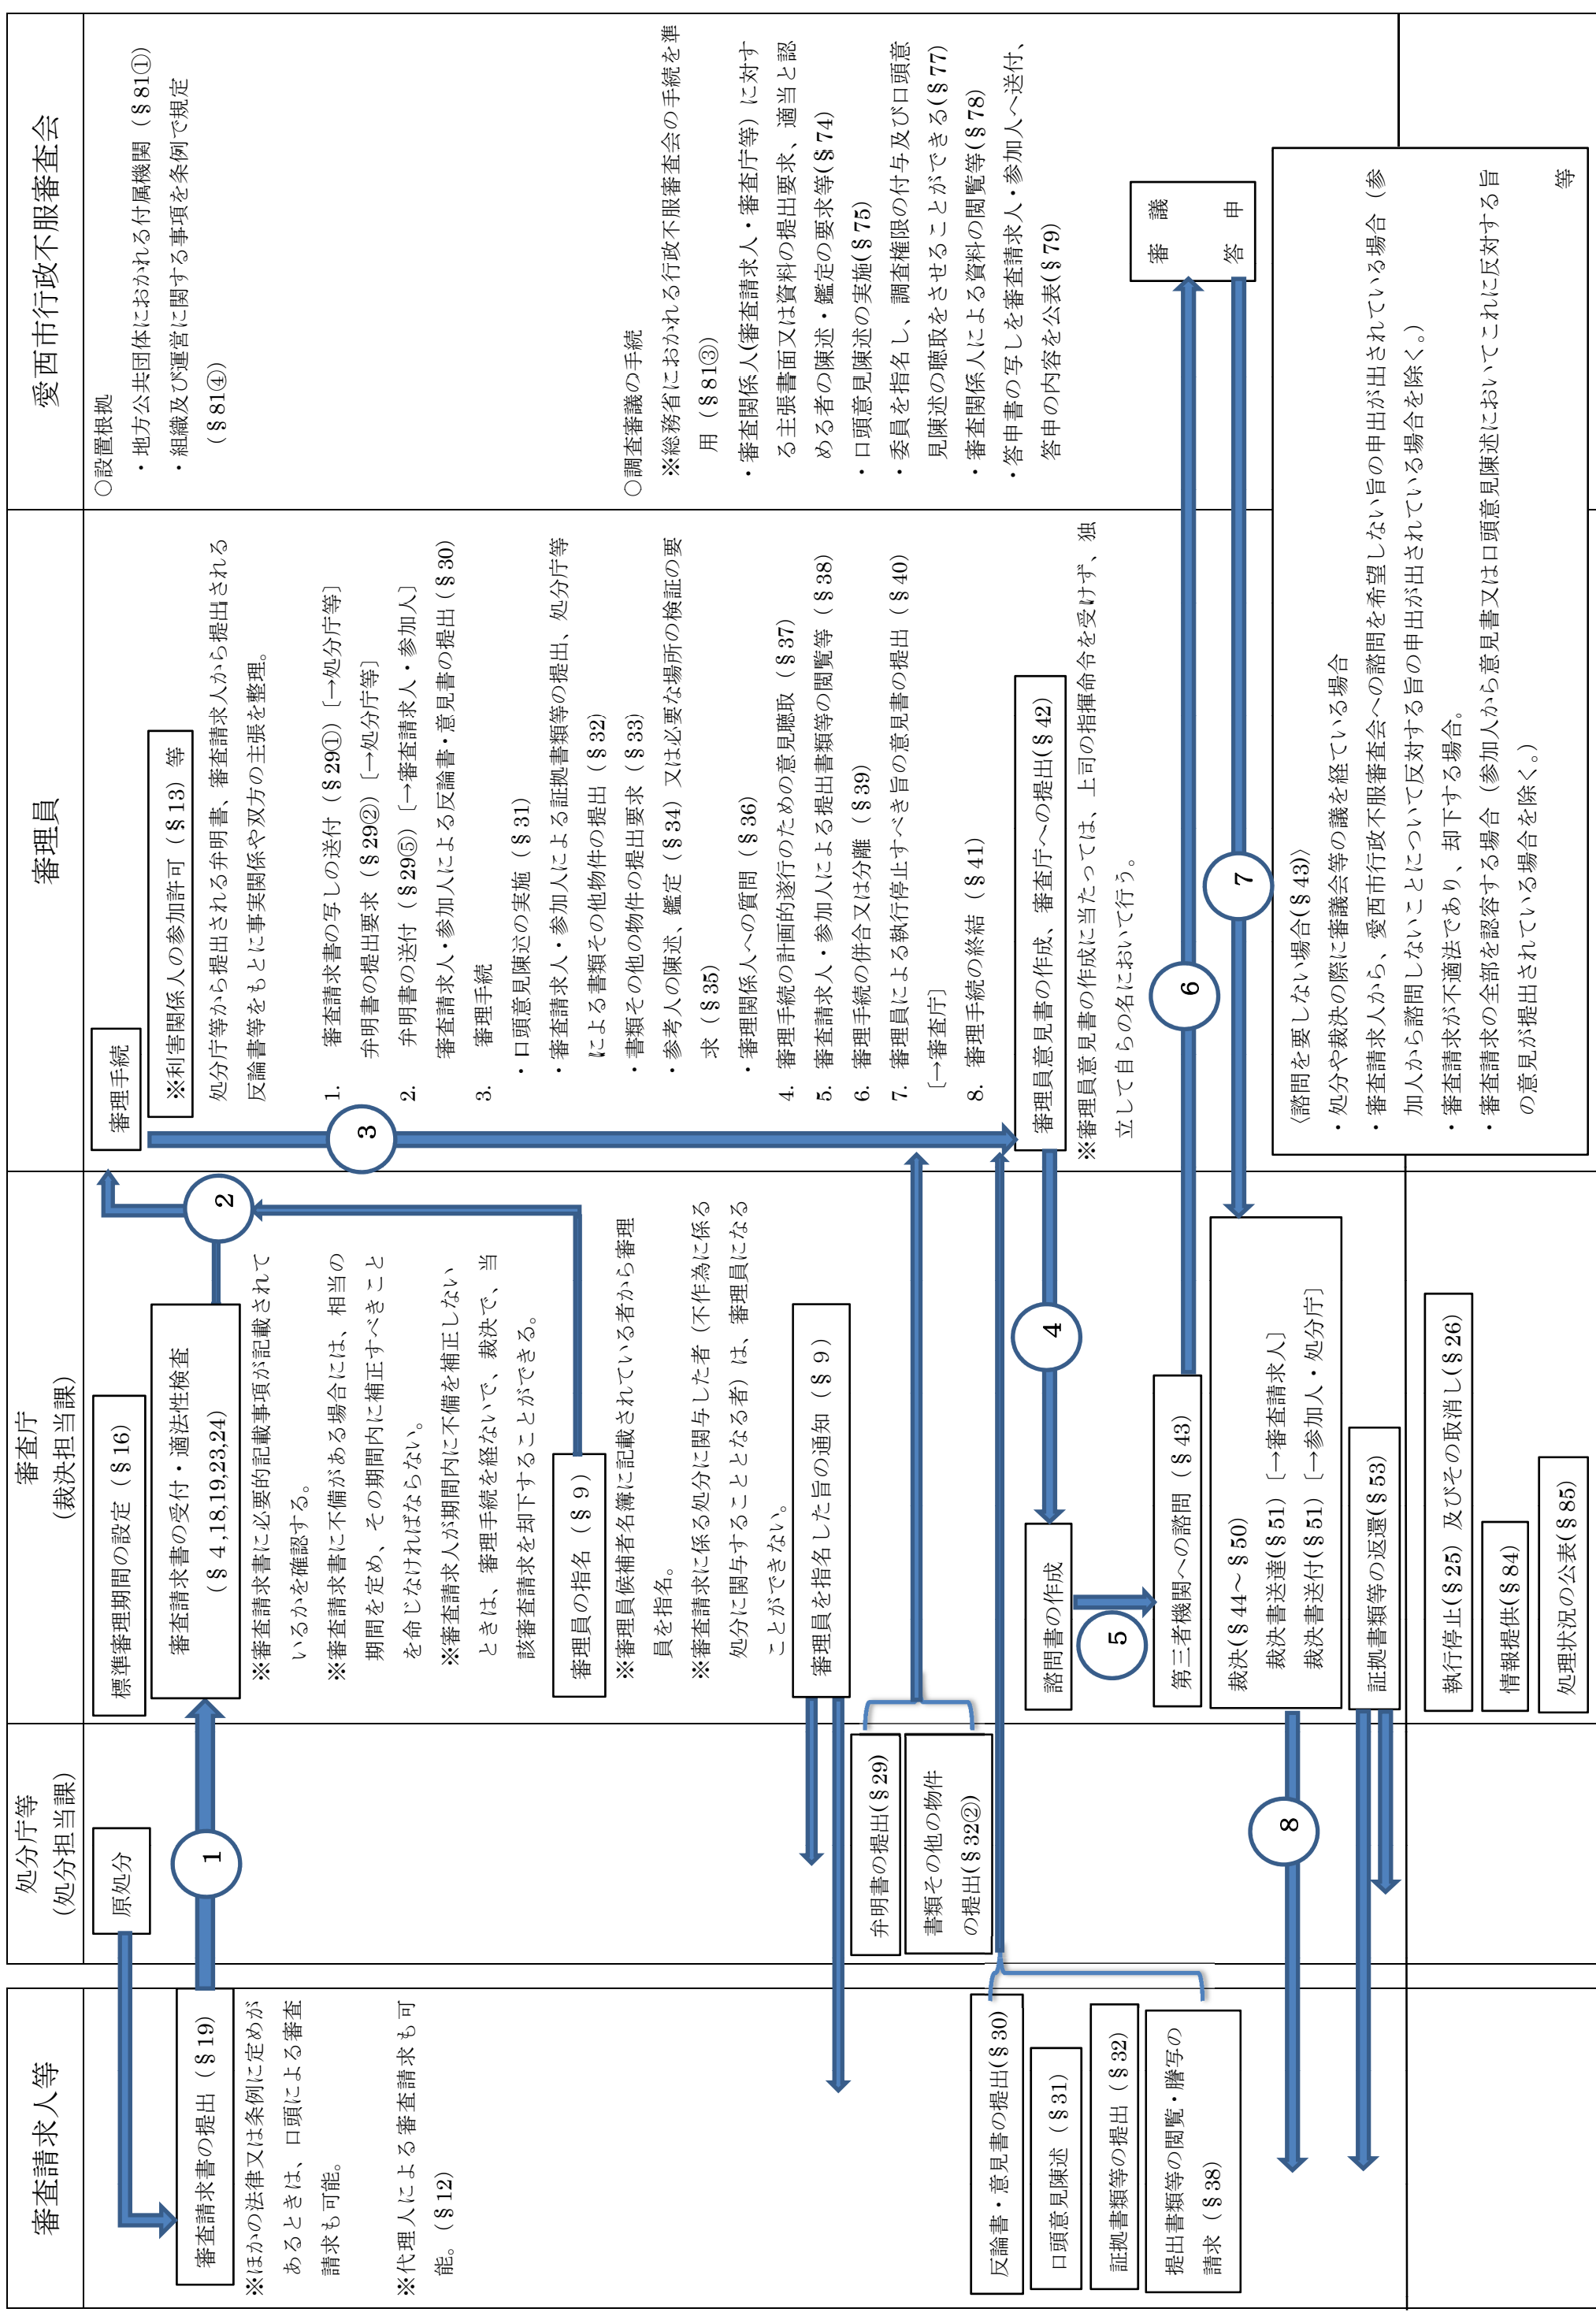 審査請求人等
審査請求書の提出（§19）
※ほかの法律又は条例に定めが
あるときは、口頭による審査
請求も可能。
※代理人による審査請求も可
能。（§12）
反論書・意見書の提出(§30)
口頭意見陳述（§31）
証拠書類等の提出（§32）
提出書類等の閲覧・謄写の
請求（§38）
処分庁等
(処分担当課)
原処分
1
弁明書の提出(§29)
書類その他の物件
の提出(§32②)
8
審査庁
(裁決担当課)
標準審理期間の設定（§16）
審査請求書の受付・適法性検査
（§4,18,19,23,24）
2
※審査請求書に必要的記載事項が記載されて
いるかを確認する。
※審査請求書に不備がある場合には、相当の
期間を定め、その期間内に補正すべきこと
を命じなければならない。
※審査請求人が期間内に不備を補正しない
ときは、審理手続を経ないで、裁決で、当
該審査請求を却下することができる。
審理員の指名（§9）
※審理員候補者名簿に記載されている者から審理
員を指名。
※審査請求に係る処分に関与した者（不作為に係る
処分に関与することとなる者）は、審理員になる
ことができない。
審理員を指名した旨の通知（§9）
4
諮問書の作成
5
第三者機関への諮問（§43）
裁決(§44～§50)
裁決書送達(§51)［→審査請求人］
裁決書送付(§51)［→参加人・処分庁］
証拠書類等の返還(§53)
執行停止(§25）及びその取消し(§26)
情報提供(§84)
処理状況の公表(§85)
審理員
審理手続
※利害関係人の参加許可（§13）等
処分庁等から提出される弁明書、審査請求人から提出される
反論書等をもとに事実関係や双方の主張を整理。
3
1. 審査請求書の写しの送付（§29①）［→処分庁等］
弁明書の提出要求（§29②）［→処分庁等］
2. 弁明書の送付（§29⑤）［→審査請求人・参加人］
審査請求人・参加人による反論書・意見書の提出（§30）
3. 審理手続
・口頭意見陳述の実施（§31）
・審査請求人・参加人による証拠書類等の提出、処分庁等
による書類その他物件の提出（§32）
・書類その他の物件の提出要求（§33）
・参考人の陳述、鑑定（§34）又は必要な場所の検証の要
求（§35）
・審理関係人への質問（§36）
4. 審理手続の計画的遂行のための意見聴取（§37）
5. 審査請求人・参加人による提出書類等の閲覧等（§38）
6. 審理手続の併合又は分離（§39）
7. 審理員による執行停止すべき旨の意見書の提出（§40）
［→審査庁］
8. 審理手続の終結（§41）
審理員意見書の作成、審査庁への提出(§42)
※審理員意見書の作成に当たっては、上司の指揮命令を受けず、独
立して自らの名において行う。
6
7
愛西市行政不服審査会
○設置根拠
・地方公共団体におかれる付属機関（§81①）
・組織及び運営に関する事項を条例で規定
（§81④）
○調査審議の手続
※総務省におかれる行政不服審査会の手続を準
用（§81③）
・審査関係人(審査請求人・審査庁等）に対す
る主張書面又は資料の提出要求、適当と認
める者の陳述・鑑定の要求等(§74)
・口頭意見陳述の実施(§75)
・委員を指名し、調査権限の付与及び口頭意
見陳述の聴取をさせることができる(§77)
・審査関係人による資料の閲覧等(§78)
・答申書の写しを審査請求人・参加人へ送付、
答申の内容を公表(§79)
審議
答申
〈諮問を要しない場合(§43)〉
・処分や裁決の際に審議会等の議を経ている場合
・審査請求人から、愛西市行政不服審査会への諮問を希望しない旨の申出が出されている場合（参
加人から諮問しないことについて反対する旨の申出が出されている場合を除く。）
・審査請求が不適法であり、却下する場合。
・審査請求の全部を認容する場合（参加人から意見書又は口頭意見陳述においてこれに反対する旨
の意見が提出されている場合を除く。）
等